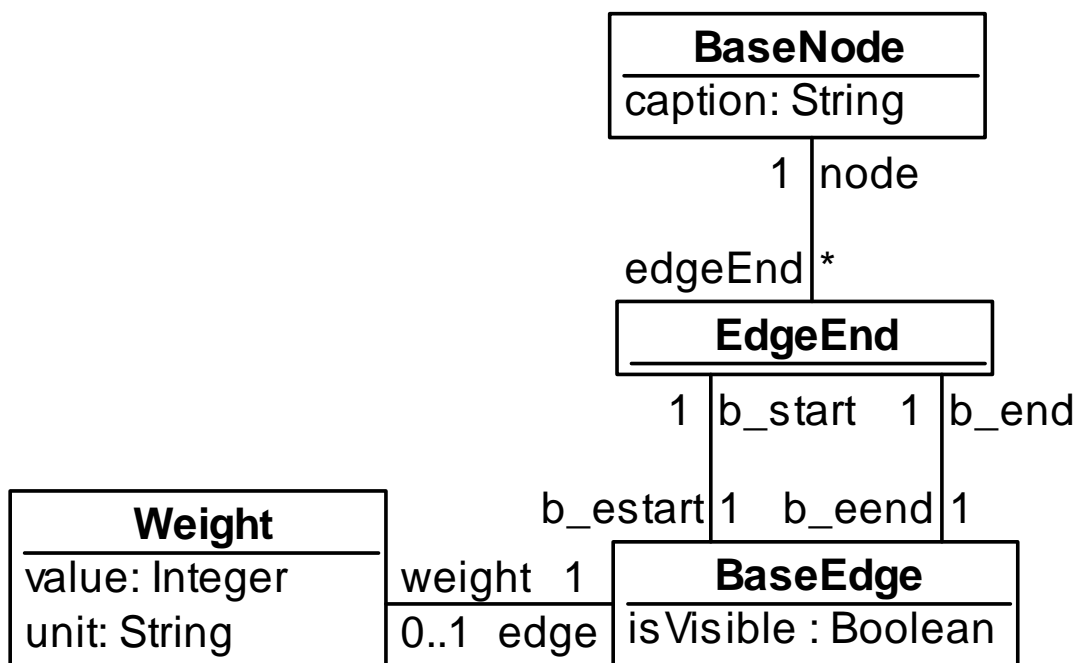 BaseNode
caption: String
1 node
edgeEnd *
EdgeEnd
1 b_start 1 b_end
b_estart 1 b_eend 1
Weight
value: Integer
unit: String
weight 1
0..1 edge
BaseEdge
isVisible : Boolean